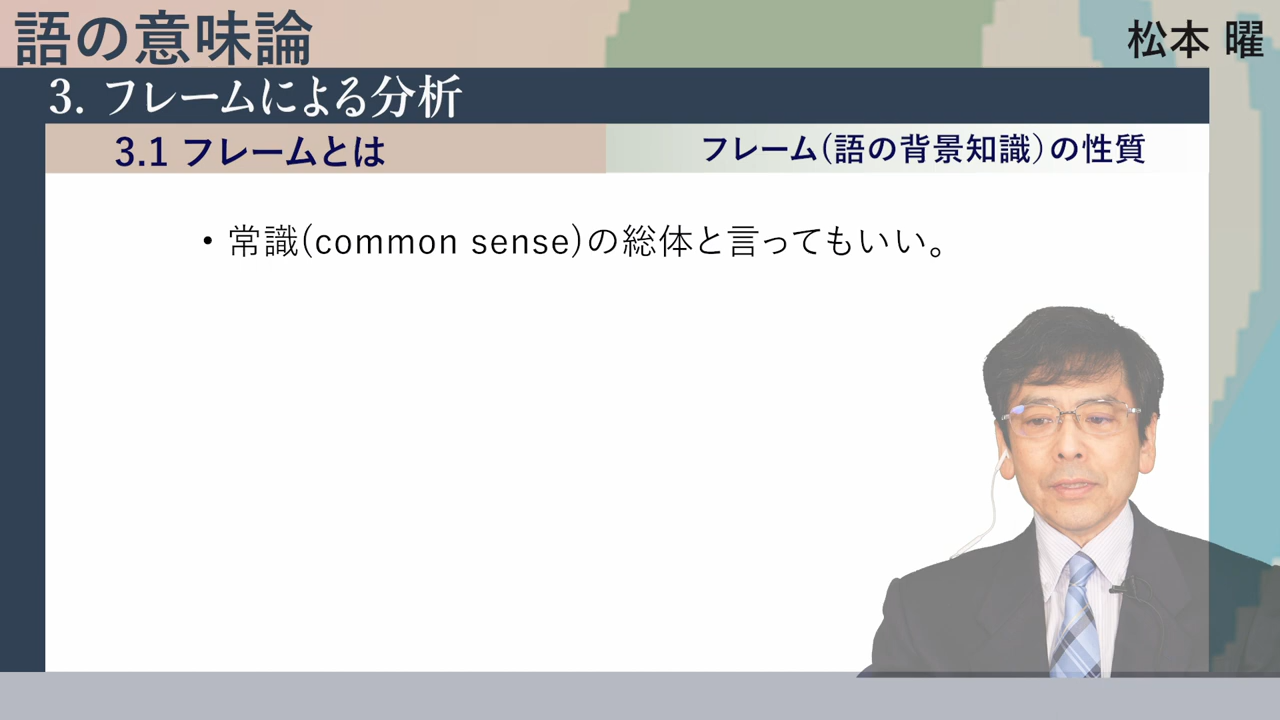 語の意味論
松本 曜
3. フレームによる分析
3.1 フレームとは
フレーム(語の背景知識)の性質
・常識(common sense)の総体と言ってもいい。